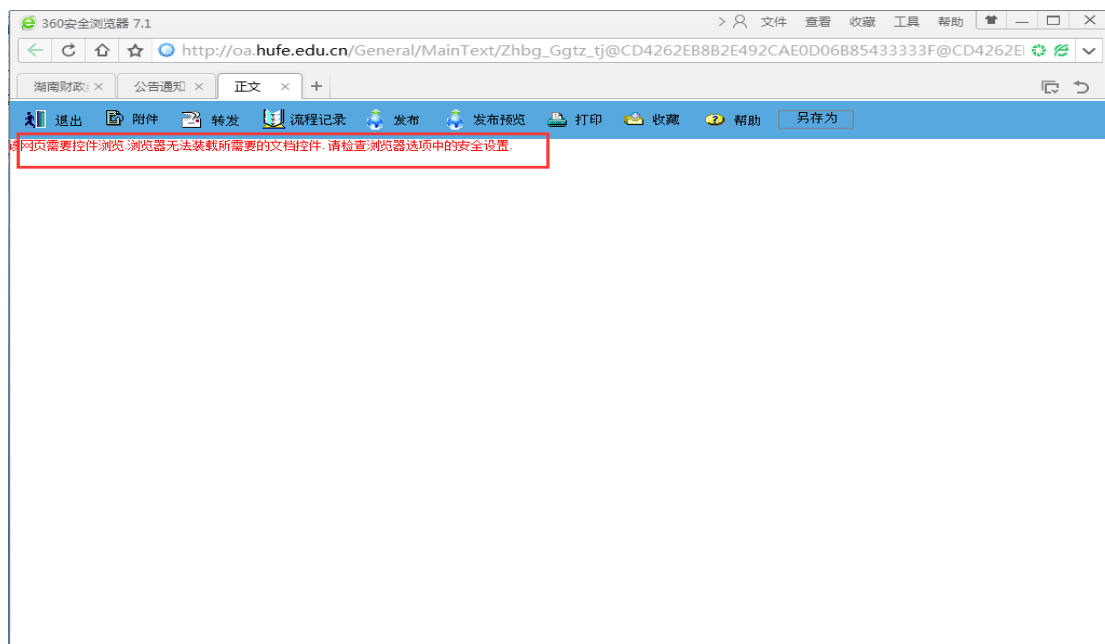 360安全浏览器 7.1 文件 查看 收藏 工具 帮助
http://oa.hufe.edu.cn/General/MainText/Zhbg_Ggtz_tj@CD4262EB8B2E492CAE0D06B85433333F@CD4262E
湖南财政 公告通知 正文
退出 附件 转发 流程记录 发布 发布预览 打印 收藏 帮助 另存为
该网页需要控件浏览.浏览器无法装载所需要的文档控件.请检查浏览器选项中的安全设置.